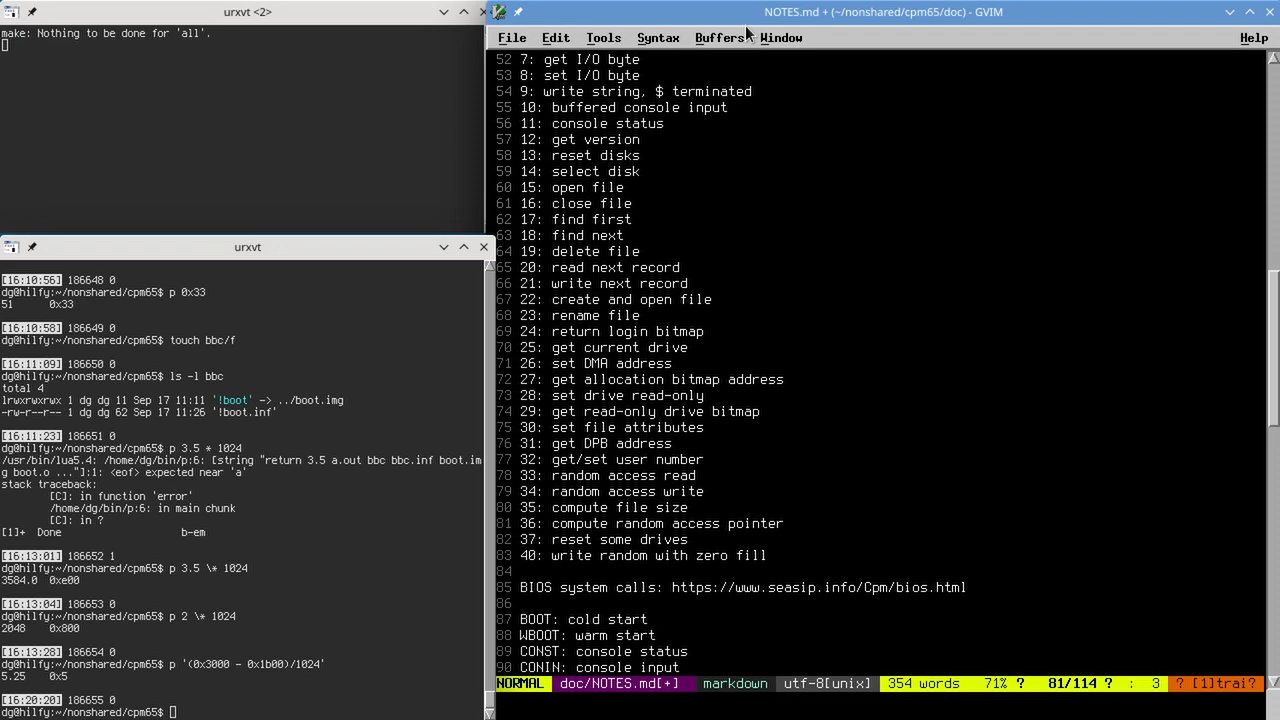 urxvt <2>
make: Nothing to be done for 'all'.
urxvt
[16:10:56] 186648 0
dg@hilfy:~/nonshared/cpm65$ p 0x33
51 0x33
[16:10:58] 186649 0
dg@hilfy:~/nonshared/cpm65$ touch bbc/f
[16:11:09] 186650 0
dg@hilfy:~/nonshared/cpm65$ ls -l bbc
total 4
lrwxrwxrwx 1 dg dg 11 Sep 17 11:11 '!boot' -> ../boot.img
-rw-r--r-- 1 dg dg 62 Sep 17 11:26 '!boot.inf'
[16:11:23] 186651 0
dg@hilfy:~/nonshared/cpm65$ p 3.5 * 1024
/usr/bin/lua5.4: /home/dg/bin/p:6: [string "return 3.5 a.out bbc bbc.inf boot.im
g boot.o ..."]:1: <eof> expected near 'a'
stack traceback:
[C]: in function 'error'
/home/dg/bin/p:6: in main chunk
[C]: in ?
[1]+ Done b-em
[16:13:01] 186652 1
dg@hilfy:~/nonshared/cpm65$ p 3.5 \* 1024
3584.0 0xe00
[16:13:04] 186653 0
dg@hilfy:~/nonshared/cpm65$ p 2 \* 1024
2048 0x800
[16:13:28] 186654 0
dg@hilfy:~/nonshared/cpm65$ p '(0x3000 - 0x1b00)/1024'
5.25 0x5
[16:20:20] 186655 0
dg@hilfy:~/nonshared/cpm65$
NOTES.md + (~/nonshared/cpm65/doc) - GVIM
File Edit Tools Syntax Buffers Window Help
52 7: get I/O byte
53 8: set I/O byte
54 9: write string, $ terminated
55 10: buffered console input
56 11: console status
57 12: get version
58 13: reset disks
59 14: select disk
60 15: open file
61 16: close file
62 17: find first
63 18: find next
64 19: delete file
65 20: read next record
66 21: write next record
67 22: create and open file
68 23: rename file
69 24: return login bitmap
70 25: get current drive
71 26: set DMA address
72 27: get allocation bitmap address
73 28: set drive read-only
74 29: get read-only drive bitmap
75 30: set file attributes
76 31: get DPB address
77 32: get/set user number
78 33: random access read
79 34: random access write
80 35: compute file size
81 36: compute random access pointer
82 37: reset some drives
83 40: write random with zero fill
84
85 BIOS system calls: https://www.seasip.info/Cpm/bios.html
86
87 BOOT: cold start
88 WBOOT: warm start
89 CONST: console status
90 CONIN: console input
NORMAL doc/NOTES.md[+] markdown utf-8[unix] 354 words 71% ? 81/114 ? : 3 ? [1]trai?